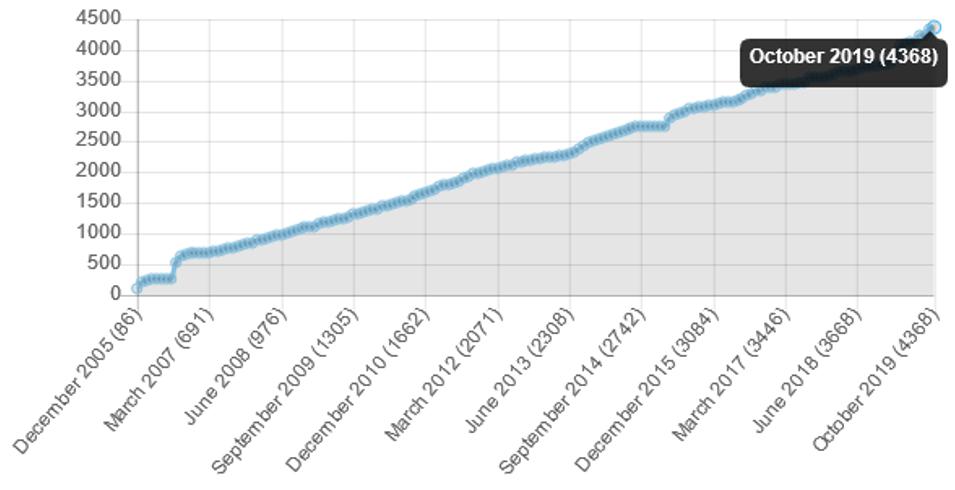 4500
4000
3500
3000
2500
2000
1500
1000
500
0
October 2019 (4368)
December 2005 (86)
March 2007 (691)
June 2008 (976)
September 2009 (1305)
December 2010 (1662)
March 2012 (2071)
June 2013 (2308)
September 2014 (2742)
December 2015 (3084)
March 2017 (3446)
June 2018 (3668)
October 2019 (4368)